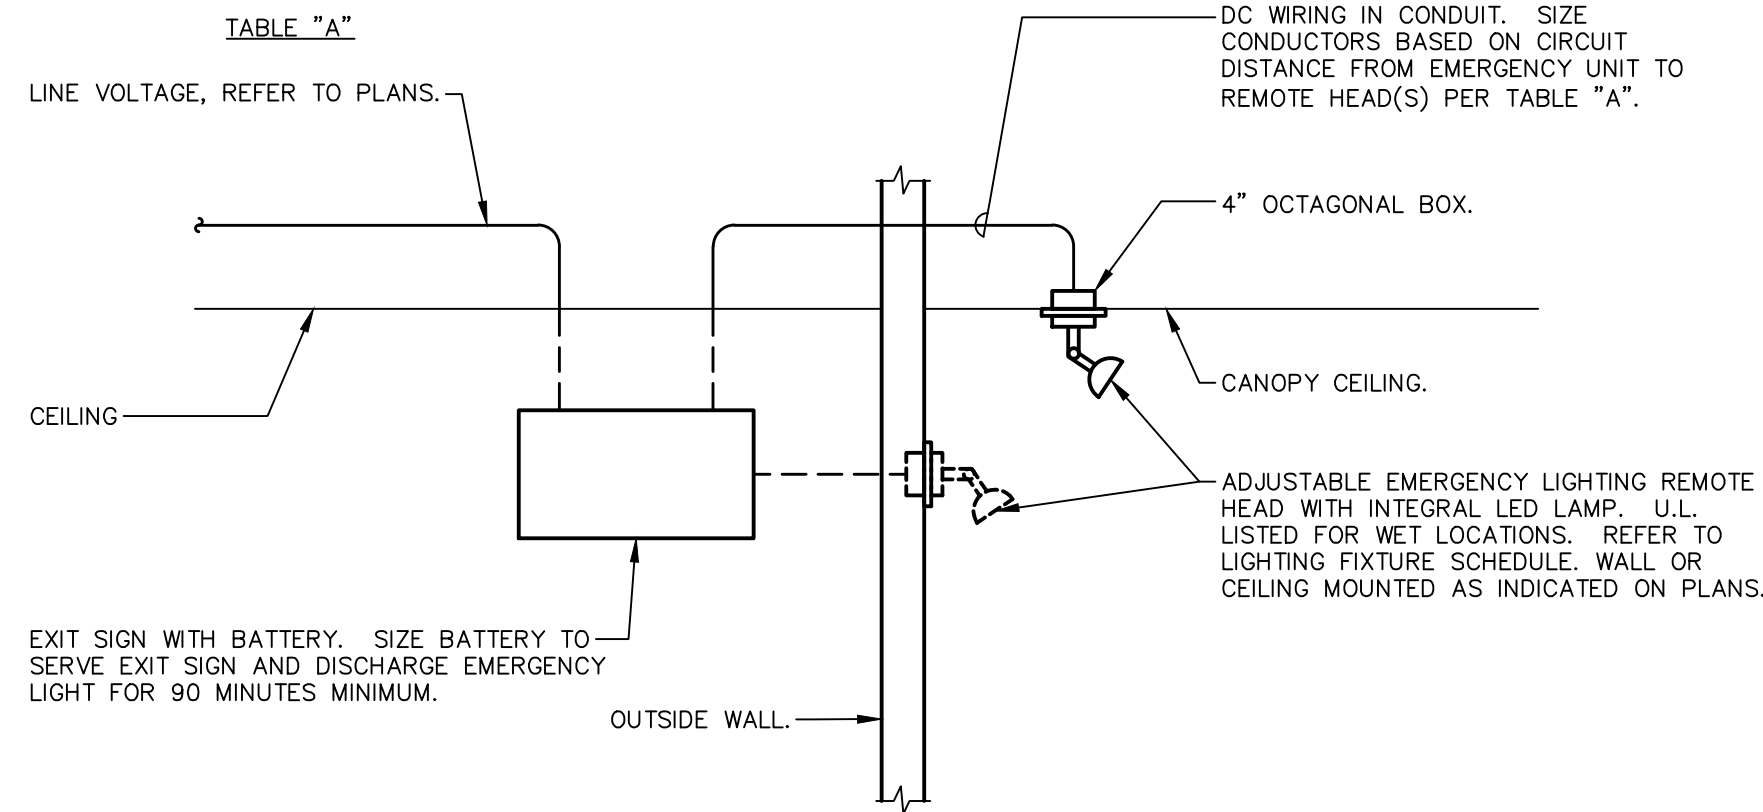 TABLE "A"
LINE VOLTAGE, REFER TO PLANS.
DC WIRING IN CONDUIT. SIZE
CONDUCTORS BASED ON CIRCUIT
DISTANCE FROM EMERGENCY UNIT TO
REMOTE HEAD(S) PER TABLE "A".
4" OCTAGONAL BOX.
CEILING
CANOPY CEILING.
ADJUSTABLE EMERGENCY LIGHTING REMOTE
HEAD WITH INTEGRAL LED LAMP. U.L.
LISTED FOR WET LOCATIONS. REFER TO
LIGHTING FIXTURE SCHEDULE. WALL OR
CEILING MOUNTED AS INDICATED ON PLANS.
EXIT SIGN WITH BATTERY. SIZE BATTERY TO
SERVE EXIT SIGN AND DISCHARGE EMERGENCY
LIGHT FOR 90 MINUTES MINIMUM.
OUTSIDE WALL.